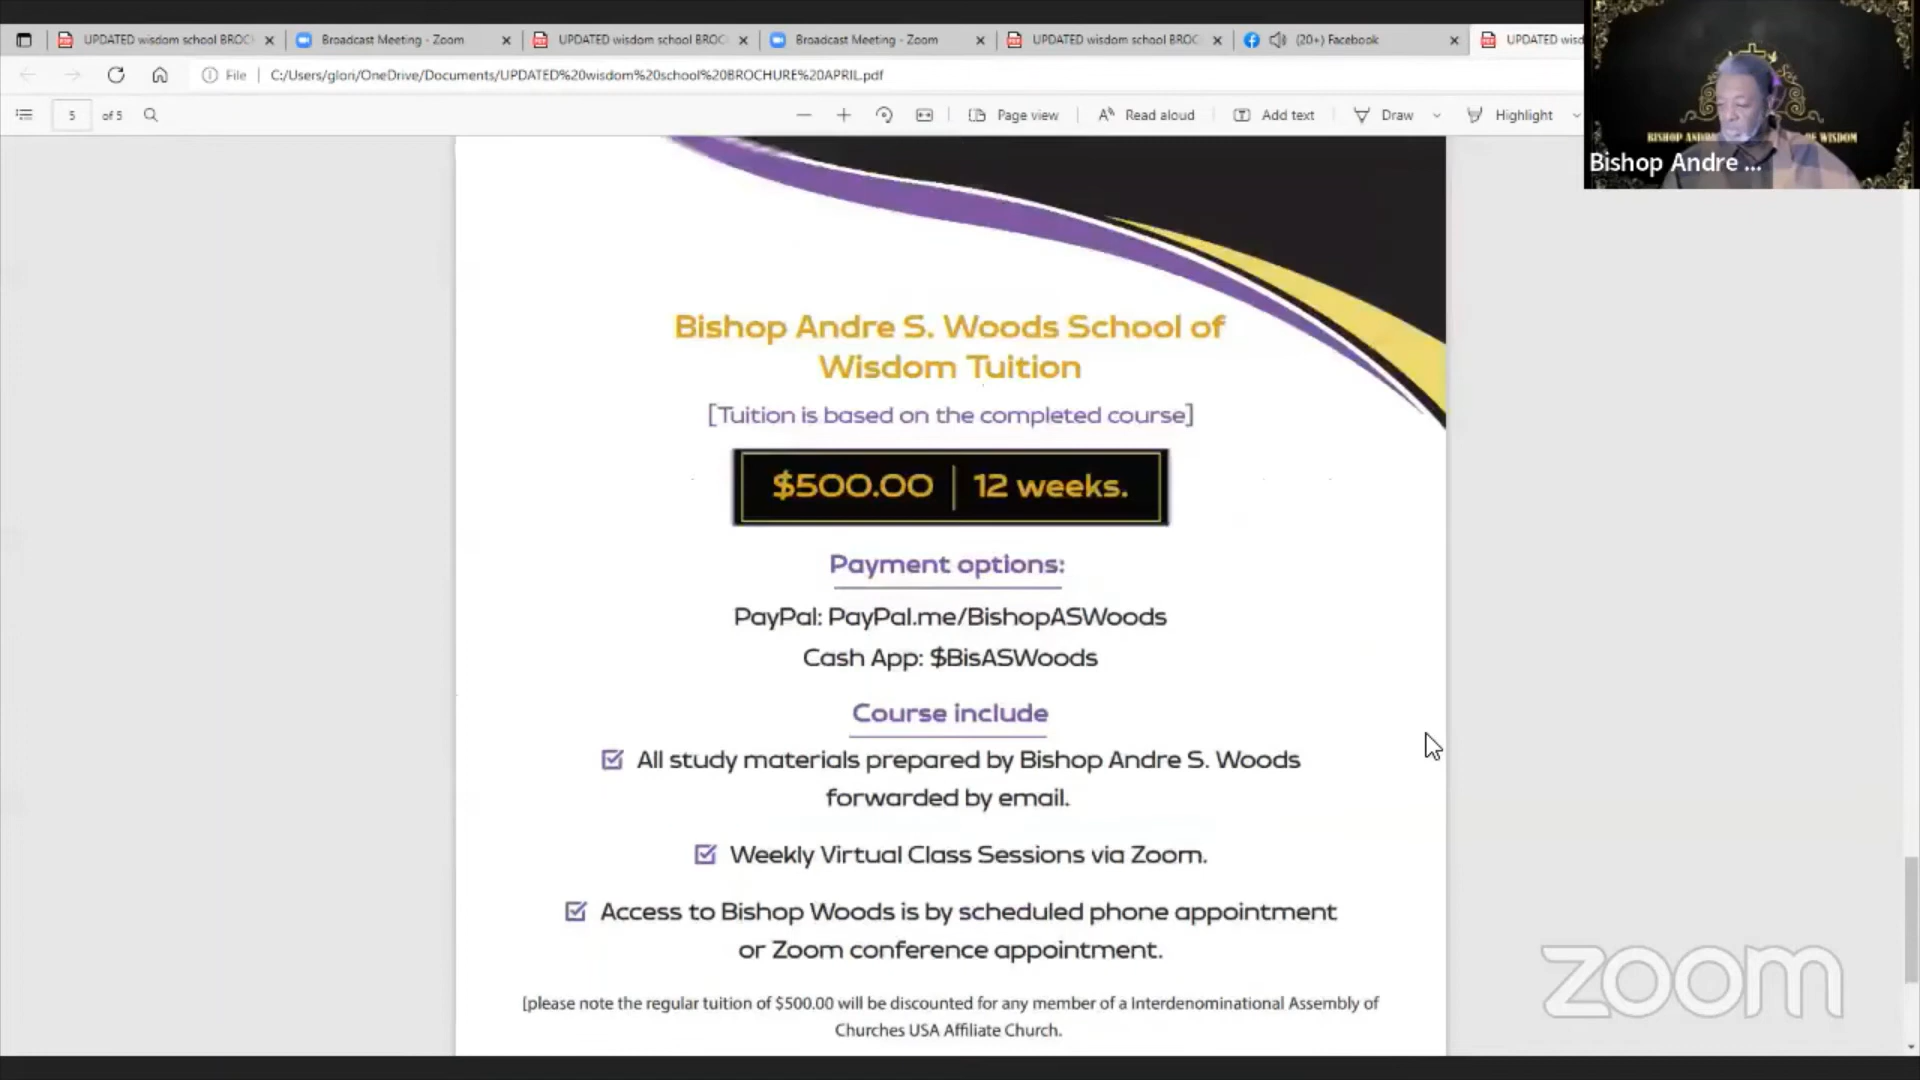 UPDATED wisdom school BROC
Broadcast Meeting - Zoom
UPDATED wisdom school BROC
Broadcast Meeting - Zoom
UPDATED wisdom school BROC
(20+) Facebook
UPDATED wisd
File
C:/Users/glori/OneDrive/Documents/UPDATED%20wisdom%20school%20BROCHURE%20APRIL.pdf
5 of 5
Page view
Read aloud
Add text
Draw
Highlight
BISHOP
OF WISDOM
Bishop Andre ...
Bishop Andre S. Woods School of
Wisdom Tuition
[Tuition is based on the completed course]
$500.00 | 12 weeks.
Payment options:
PayPal: PayPal.me/BishopASWoods
Cash App: $BisASWoods
Course include
All study materials prepared by Bishop Andre S. Woods
forwarded by email.
Weekly Virtual Class Sessions via Zoom.
Access to Bishop Woods is by scheduled phone appointment
or Zoom conference appointment.
[please note the regular tuition of $500.00 will be discounted for any member of a Interdenominational Assembly of
Churches USA Affiliate Church.
zoom